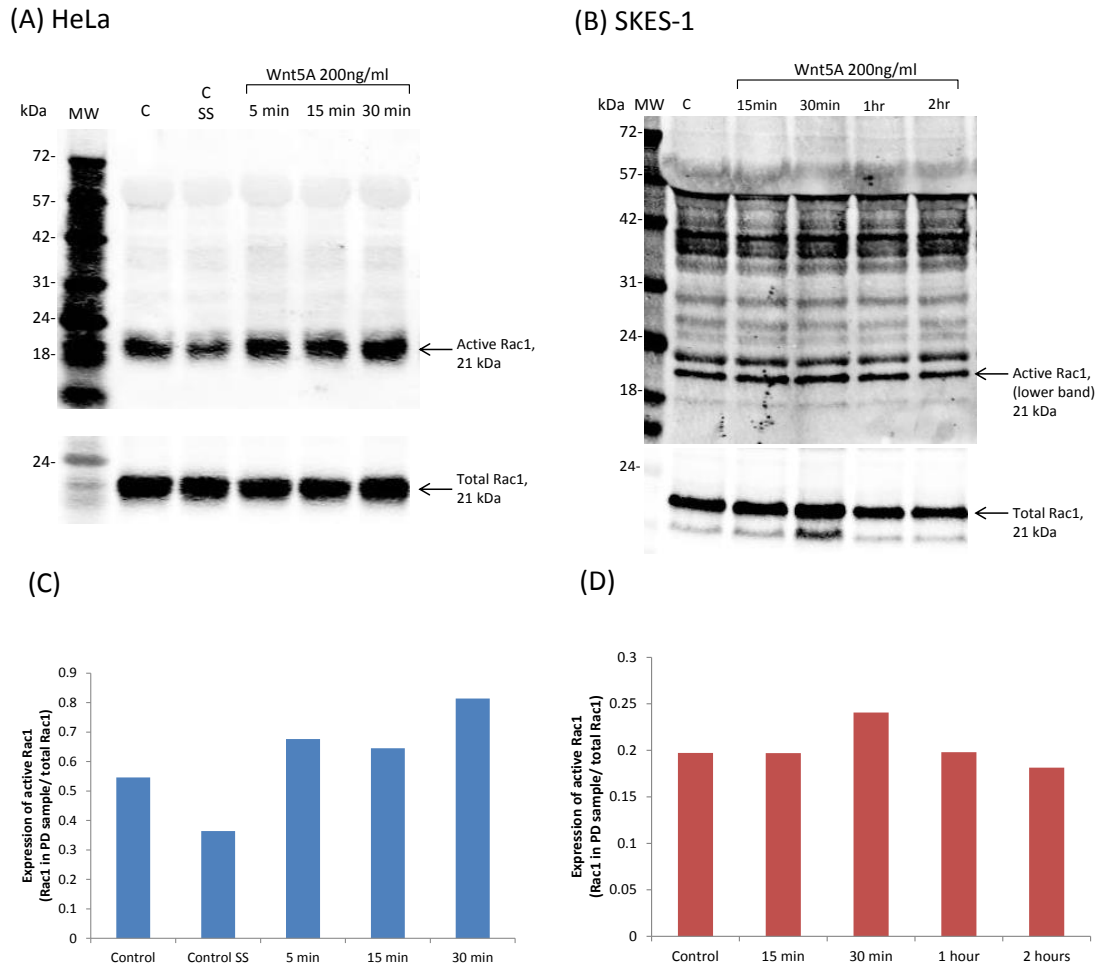 (A) HeLa
Wnt5A 200ng/ml
kDa
MW
C
C
SS
5 min
15 min
30 min
72-
57-
42-
31-
24-
18-
Active Rac1,
21 kDa
24-
Total Rac1,
21 kDa
(B) SKES-1
Wnt5A 200ng/ml
kDa
MW
C
15min
30min
1hr
2hr
72-
57-
42-
31-
24-
18-
Active Rac1,
(lower band)
21 kDa
24-
Total Rac1,
21 kDa
(C)
Expression of active Rac1
(Rac1 in PD sample/ total Rac1)
0.9
0.8
0.7
0.6
0.5
0.4
0.3
0.2
0.1
0
Control
Control SS
5 min
15 min
30 min
(D)
Expression of active Rac1
(Rac1 in PD sample/ total Rac1)
0.3
0.25
0.2
0.15
0.1
0.05
0
Control
15 min
30 min
1 hour
2 hours